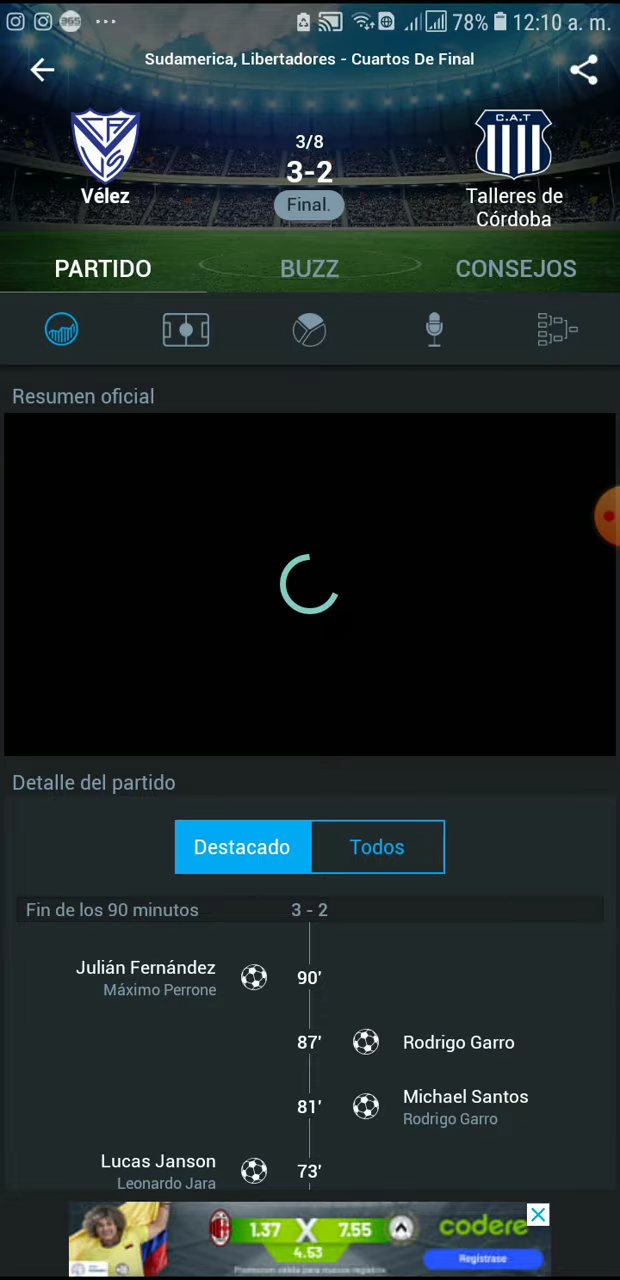 365
78%
12:10 a. m.
Sudamerica, Libertadores - Cuartos De Final
3/8
3-2
Final.
Vélez
C.A.T
Talleres de
Córdoba
PARTIDO
BUZZ
CONSEJOS
Resumen oficial
Detalle del partido
Destacado
Todos
Fin de los 90 minutos
3 - 2
Julián Fernández
Máximo Perrone
90'
87'
Rodrigo Garro
81'
Michael Santos
Rodrigo Garro
Lucas Janson
Leonardo Jara
73'
1.37 X 7.55
4.53
codere
Regístrase